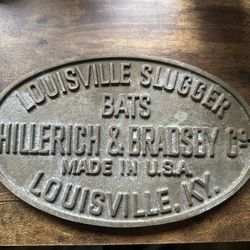 LOUISVILLE SLUGGER
BATS
HILLERICH & BRADSBY Co
MADE IN U.S.A.
LOUISVILLE, KY.